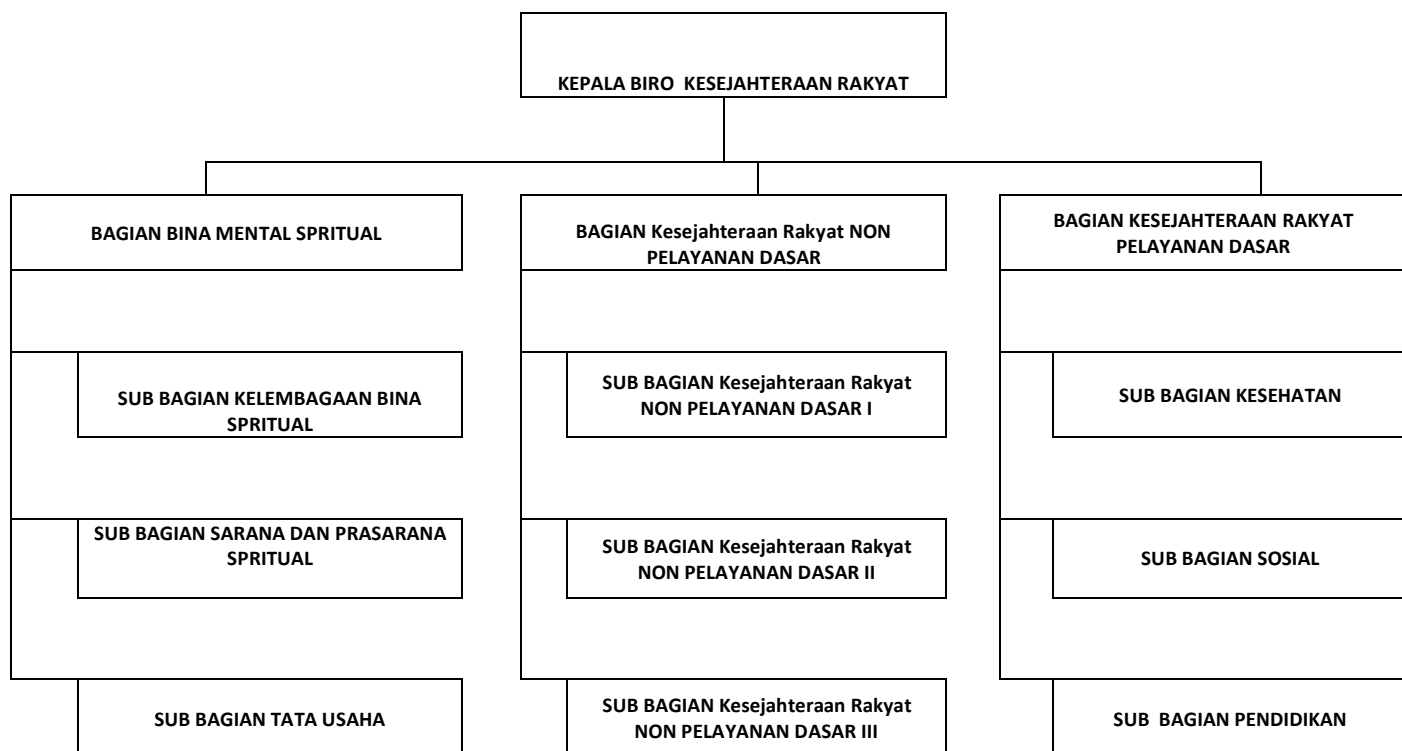 KEPALA BIRO  KESEJAHTERAAN RAKYAT
BAGIAN BINA MENTAL SPRITUAL
BAGIAN Kesejahteraan Rakyat NON
PELAYANAN DASAR
BAGIAN KESEJAHTERAAN RAKYAT
PELAYANAN DASAR
SUB BAGIAN KELEMBAGAAN BINA
SPRITUAL
SUB BAGIAN Kesejahteraan Rakyat
NON PELAYANAN DASAR I
SUB BAGIAN KESEHATAN
SUB BAGIAN SARANA DAN PRASARANA
SPRITUAL
SUB BAGIAN Kesejahteraan Rakyat
NON PELAYANAN DASAR II
SUB BAGIAN SOSIAL
SUB BAGIAN TATA USAHA
SUB BAGIAN Kesejahteraan Rakyat
NON PELAYANAN DASAR III
SUB  BAGIAN PENDIDIKAN